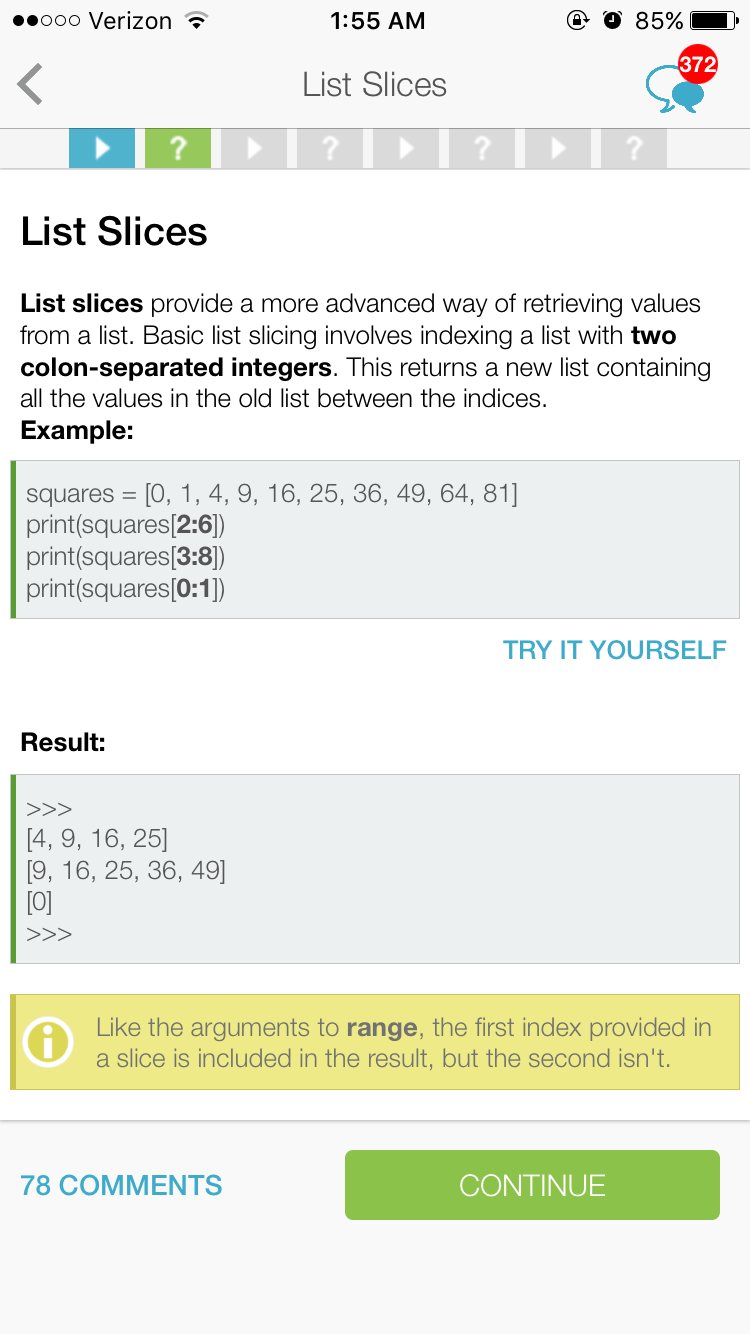 Verizon 1:55 AM 85%
List Slices
372
? ? ? ?
List Slices
List slices provide a more advanced way of retrieving values
from a list. Basic list slicing involves indexing a list with two
colon-separated integers. This returns a new list containing
all the values in the old list between the indices.
Example:
squares = [0, 1, 4, 9, 16, 25, 36, 49, 64, 81]
print(squares[2:6])
print(squares[3:8])
print(squares[0:1])
TRY IT YOURSELF
Result:
>>>
[4, 9, 16, 25]
[9, 16, 25, 36, 49]
[0]
>>>
Like the arguments to range, the first index provided in
a slice is included in the result, but the second isn't.
78 COMMENTS
CONTINUE